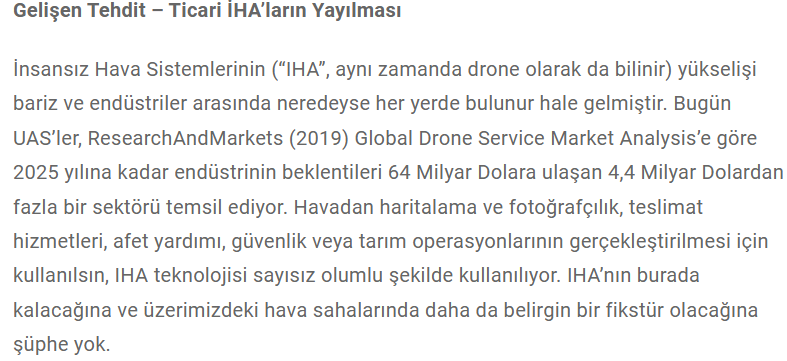 Gelişen Tehdit – Ticari İHA’ların Yayılması
İnsansız Hava Sistemlerinin (“IHA”, aynı zamanda drone olarak da bilinir) yükselişi
bariz ve endüstriler arasında neredeyse her yerde bulunur hale gelmiştir. Bugün
UAS’ler, ResearchAndMarkets (2019) Global Drone Service Market Analysis’e göre
2025 yılına kadar endüstrinin beklentileri 64 Milyar Dolara ulaşan 4,4 Milyar Dolardan
fazla bir sektörü temsil ediyor. Havadan haritalama ve fotoğrafçılık, teslimat
hizmetleri, afet yardımı, güvenlik veya tarım operasyonlarının gerçekleştirilmesi için
kullanılsın, IHA teknolojisi sayısız olumlu şekilde kullanılıyor. IHA’nın burada
kalacağına ve üzerimizdeki hava sahalarında daha da belirgin bir fikstür olacağına
şüphe yok.